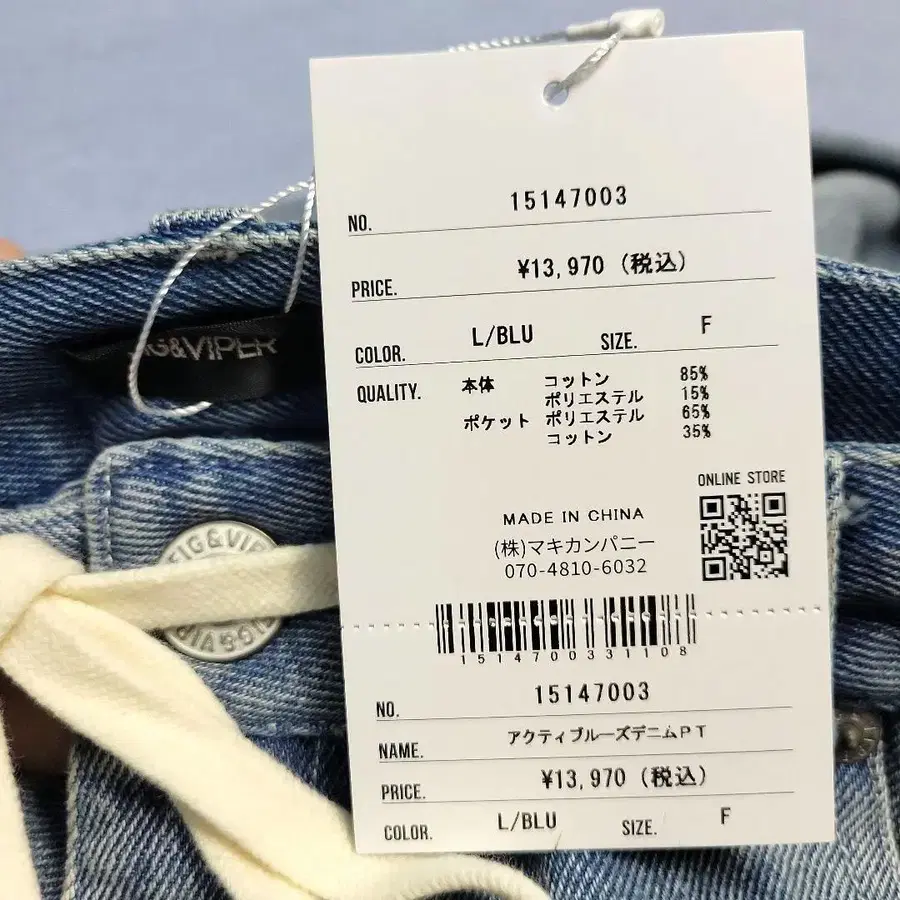 NO. 15147003
PRICE. ¥13,970 (税込)
COLOR. L/BLU SIZE. F
QUALITY. 本体 コットン 85%
ポリエステル 15%
ポケット ポリエステル 65%
コットン 35%
ONLINE STORE
MADE IN CHINA
(株)マキカンパニー
070-4810-6032
1514700331108
NO. 15147003
NAME. アクティブルーズデニムPT
PRICE. ¥13,970 (税込)
COLOR. L/BLU SIZE. F
FIG&VIPER
FIG&VIP